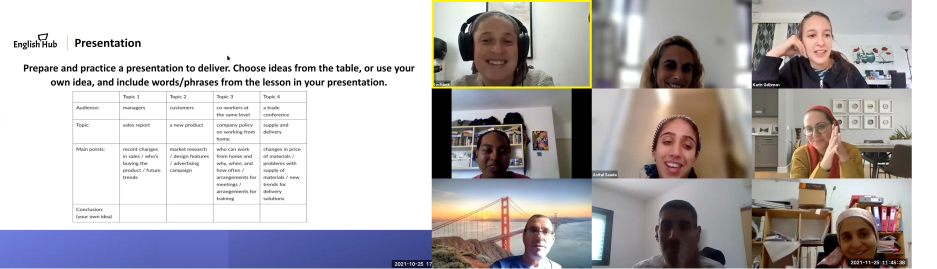 English Hub
Presentation
Prepare and practice a presentation to deliver. Choose ideas from the table, or use your
own idea, and include words/phrases from the lesson in your presentation.
Topic 1 Topic 2 Topic 3 Topic 4
Audience: managers customers co-workers at the same level a trade conference
Topic: sales report a new product company policy on working from home supply and delivery
Main points: recent changes in sales / who's buying the product / future trends market research / design features / advertising campaign who can work from home and why, when, and how often / arrangements for meetings / arrangements for training changes in price of materials / problems with supply of materials / new trends for delivery solutions
Conclusion: (your own idea)
2021-10-25 17
2021-11-25 11:45:36